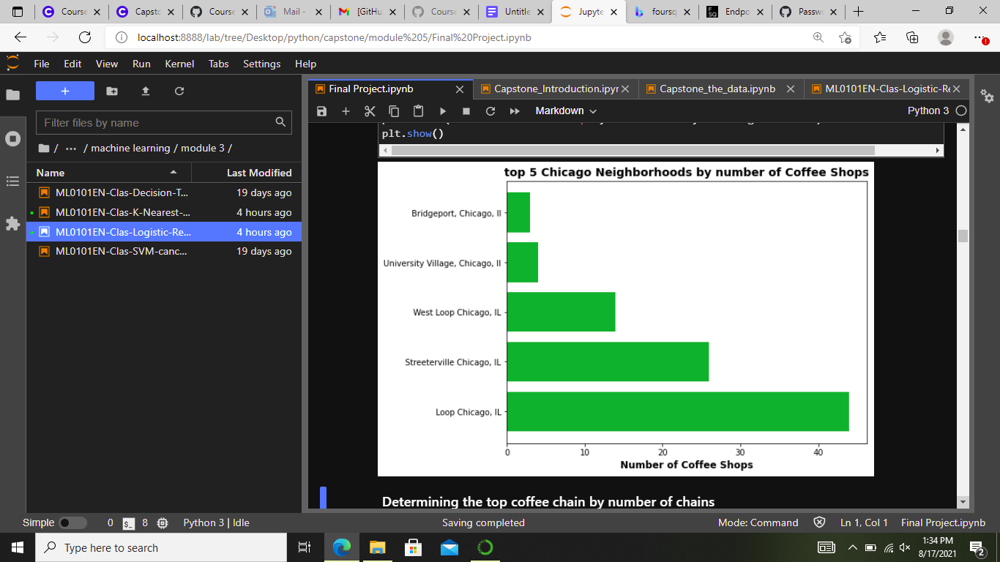 Course
Capsto
Course
Mail -
[GitHu
Course
Untitle
Jupyte
foursq
Endpo
Passwo
localhost:8888/lab/tree/Desktop/python/capstone/module%205/Final%20Project.ipynb
File Edit View Run Kernel Tabs Settings Help
Final Project.ipynb
Capstone_Introduction.ipyn
Capstone_the_data.ipynb
ML0101EN-Clas-Logistic-Re
Markdown
Python 3
Filter files by name
/ ... / machine learning / module 3 /
Name Last Modified
ML0101EN-Clas-Decision-T... 19 days ago
ML0101EN-Clas-K-Nearest-... 4 hours ago
ML0101EN-Clas-Logistic-Re... 4 hours ago
ML0101EN-Clas-SVM-canc... 19 days ago
plt.show()
top 5 Chicago Neighborhoods by number of Coffee Shops
Bridgeport, Chicago, Il
University Village, Chicago, Il
West Loop Chicago, IL
Streeterville Chicago, IL
Loop Chicago, IL
0 10 20 30 40
Number of Coffee Shops
Determining the top coffee chain by number of chains
Simple 0 $_ 8 Python 3 | Idle Saving completed Mode: Command Ln 1, Col 1 Final Project.ipynb
Type here to search
1:34 PM
8/17/2021
2